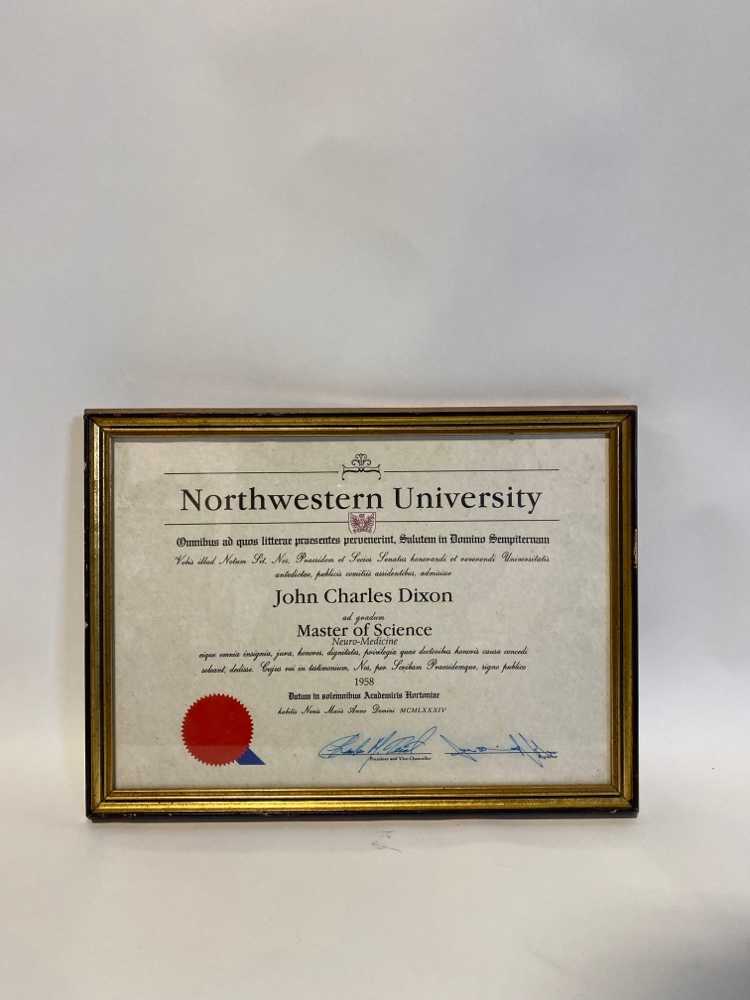 Northwestern University
Omnibus ad quos litterae praesentes pervenerint, Salutem in Domino Sempiternam
Vobis illud Notum Sit, Nos, Praesidem et Socios Senatus honorandi et reverendi Universitatis
antedictae, publicis comitiis assidentibus, admisisse
John Charles Dixon
ad gradum
Master of Science
Neuro-Medicine
eique omnia insignia, jura, honores, dignitates, privilegia quae doctoribus honoris causa concedi
soleant, dedisse. Cujus rei in testimonium, Nos, per Scribam Praesidemque, signo publico
1958
Datum in solemnibus Academicis Hortoniae
habitis Nonis Maiis Anno Domini MCMLXXXIV
President and Vice-Chancellor